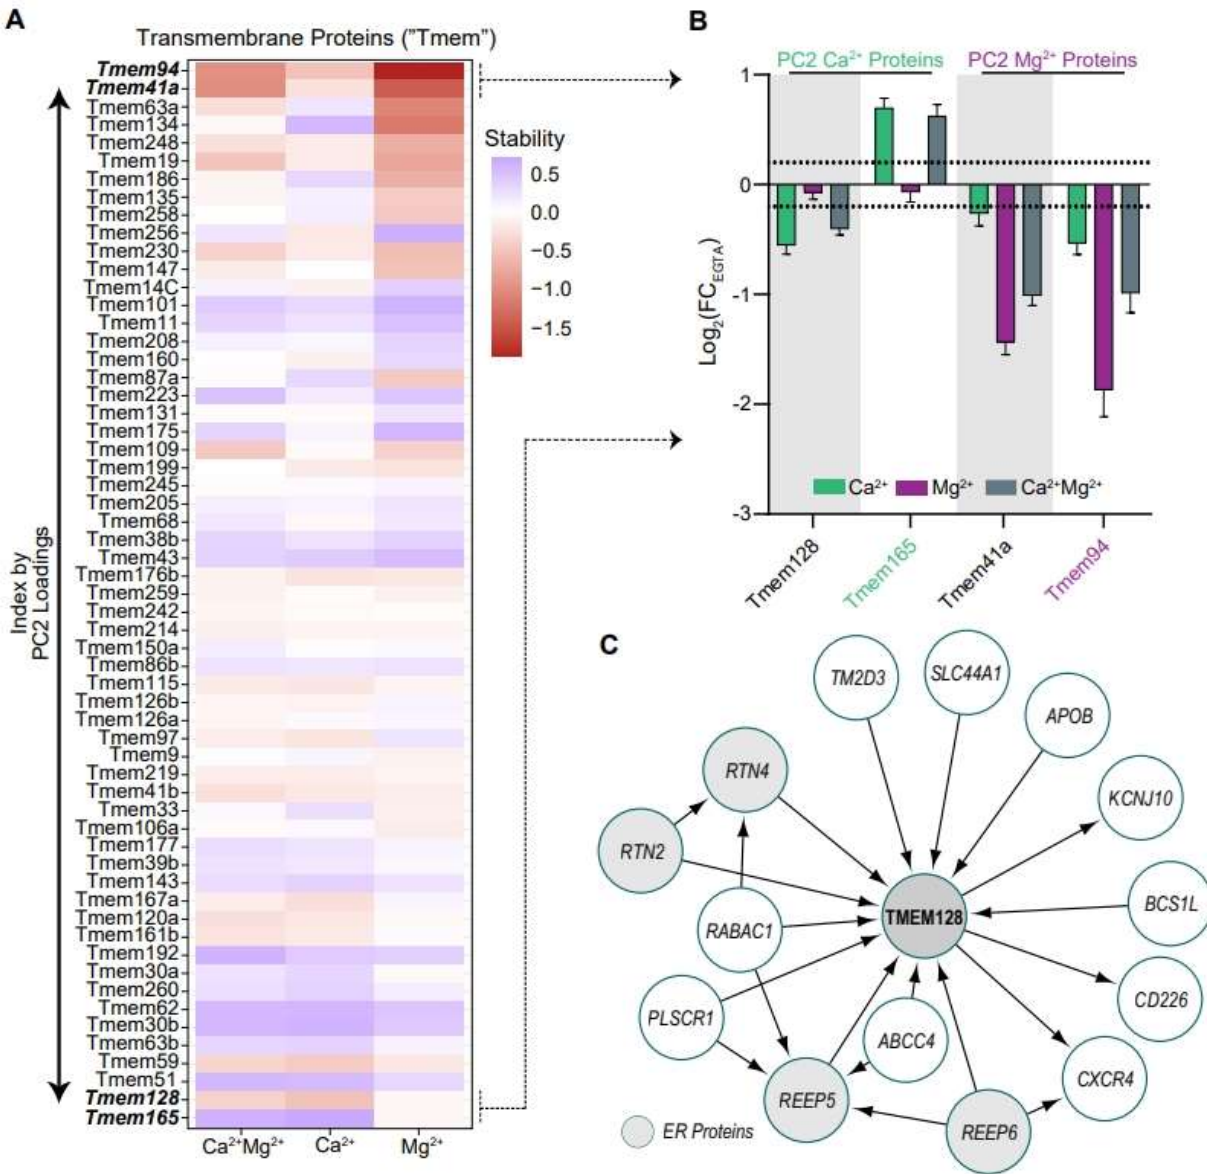 A
Transmembrane Proteins ("Tmem")
Tmem94
Tmem41a
Tmem63a
Tmem134
Tmem248
Tmem19
Tmem186
Tmem135
Tmem258
Tmem256
Tmem230
Tmem147
Tmem14C
Tmem101
Tmem11
Tmem208
Tmem160
Tmem87a
Tmem223
Tmem131
Tmem175
Tmem109
Tmem199
Tmem245
Tmem205
Tmem68
Tmem38b
Tmem43
Tmem176b
Tmem259
Tmem242
Tmem214
Tmem150a
Tmem86b
Tmem115
Tmem126b
Tmem126a
Tmem97
Tmem9
Tmem219
Tmem41b
Tmem33
Tmem106a
Tmem177
Tmem39b
Tmem143
Tmem167a
Tmem120a
Tmem161b
Tmem192
Tmem30a
Tmem260
Tmem62
Tmem30b
Tmem63b
Tmem59
Tmem51
Tmem128
Tmem165
Index by
PC2 Loadings
Ca²⁺Mg²⁺ Ca²⁺ Mg²⁺
Stability
0.5
0.0
−0.5
−1.0
−1.5
B
PC2 Ca²⁺ Proteins PC2 Mg²⁺ Proteins
1
0
-1
-2
-3
Log₂(FC_EGTA)
Ca²⁺ Mg²⁺ Ca²⁺Mg²⁺
Tmem128 Tmem165 Tmem41a Tmem94
C
TM2D3
SLC44A1
APOB
RTN4
KCNJ10
RTN2
TMEM128
BCS1L
RABAC1
CD226
PLSCR1
ABCC4
CXCR4
REEP5
REEP6
ER Proteins